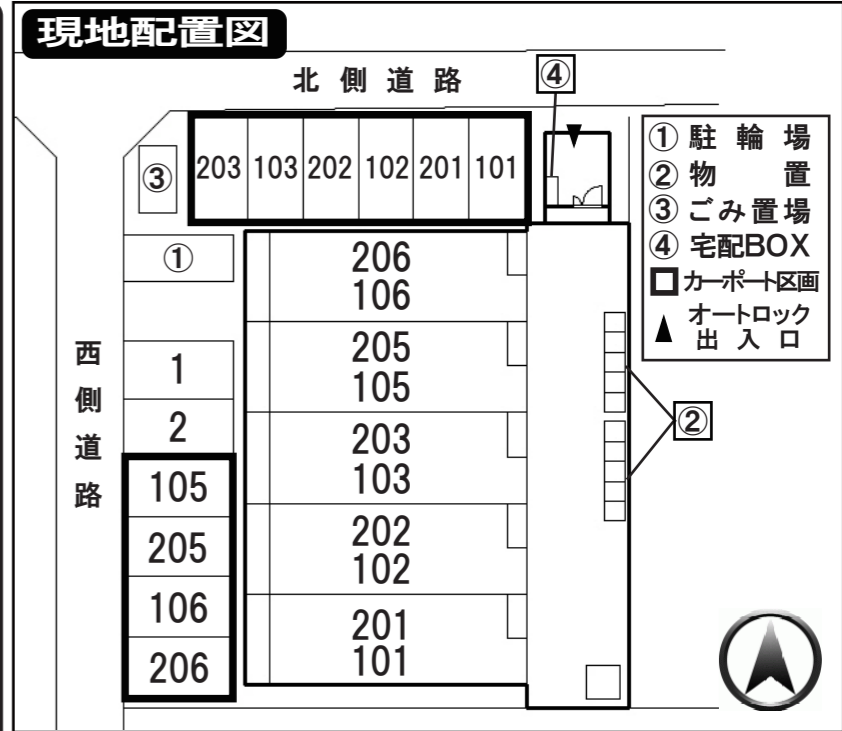 現地配置図
北側道路
④
③
203 103 202 102 201 101
① 駐輪場
② 物置
③ ごみ置場
④ 宅配BOX
カーポート区画
オートロック
出入口
①
206
106
205
105
203
103
202
102
201
101
②
西側道路
1
2
105
205
106
206